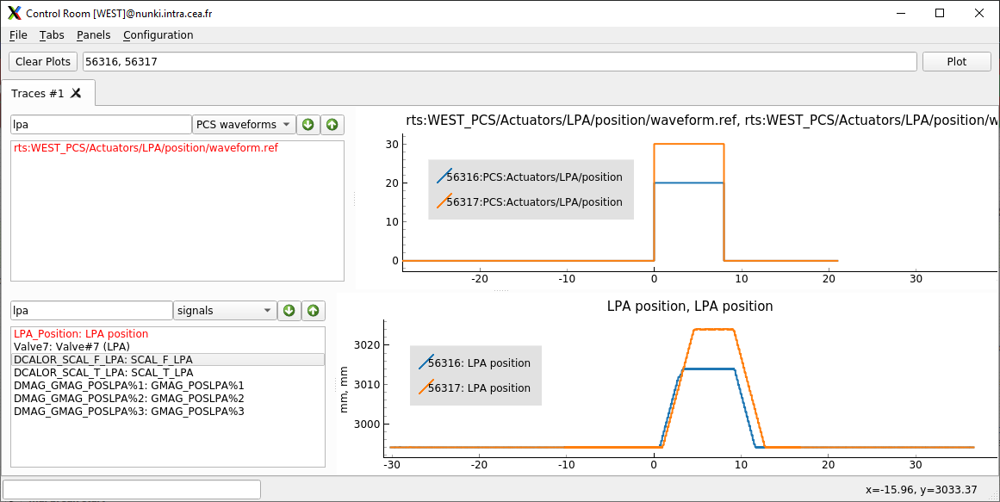 Control Room [WEST]@nunki.intra.cea.fr
File Tabs Panels Configuration
Clear Plots 56316, 56317 Plot
Traces #1
lpa PCS waveforms
rts:WEST_PCS/Actuators/LPA/position/waveform.ref
rts:WEST_PCS/Actuators/LPA/position/waveform.ref, rts:WEST_PCS/Actuators/LPA/position/w
30
20
10
0
56316:PCS:Actuators/LPA/position
56317:PCS:Actuators/LPA/position
-20 -10 0 10 20 30
lpa signals
LPA_Position: LPA position
Valve7: Valve#7 (LPA)
DCALOR_SCAL_F_LPA: SCAL_F_LPA
DCALOR_SCAL_T_LPA: SCAL_T_LPA
DMAG_GMAG_POSLPA%1: GMAG_POSLPA%1
DMAG_GMAG_POSLPA%2: GMAG_POSLPA%2
DMAG_GMAG_POSLPA%3: GMAG_POSLPA%3
LPA position, LPA position
mm, mm
3020
3010
3000
56316: LPA position
56317: LPA position
-30 -20 -10 0 10 20 30
x=-15.96, y=3033.37